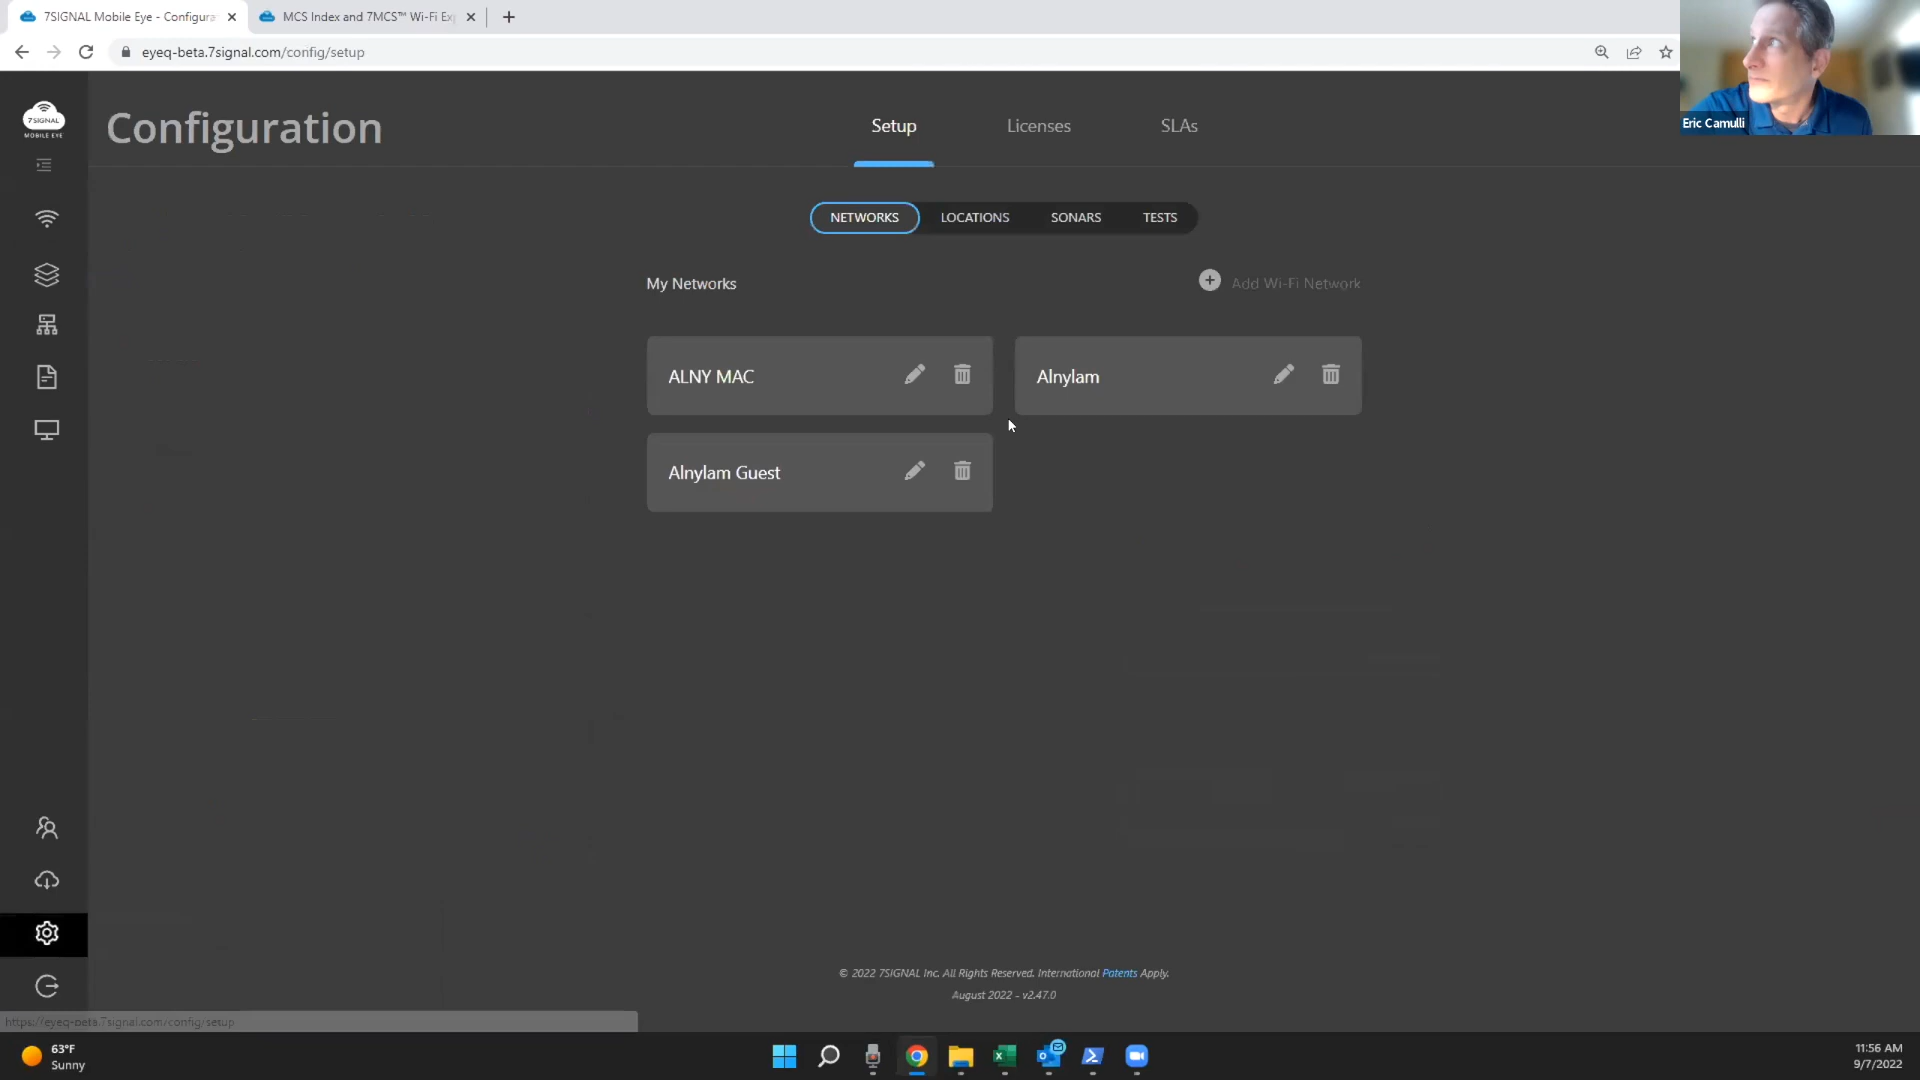 7SIGNAL Mobile Eye - Configura
MCS Index and 7MCS™ Wi-Fi Ex
eyeq-beta.7signal.com/config/setup
Eric Camulli
7SIGNAL
MOBILE EYE
Configuration
Setup
Licenses
SLAs
NETWORKS
LOCATIONS
SONARS
TESTS
My Networks
Add Wi-Fi Network
ALNY MAC
Alnylam
Alnylam Guest
© 2022 7SIGNAL Inc. All Rights Reserved. International Patents Apply.
August 2022 - v2.47.0
https://eyeq-beta.7signal.com/config/setup
63°F
Sunny
11:56 AM
9/7/2022